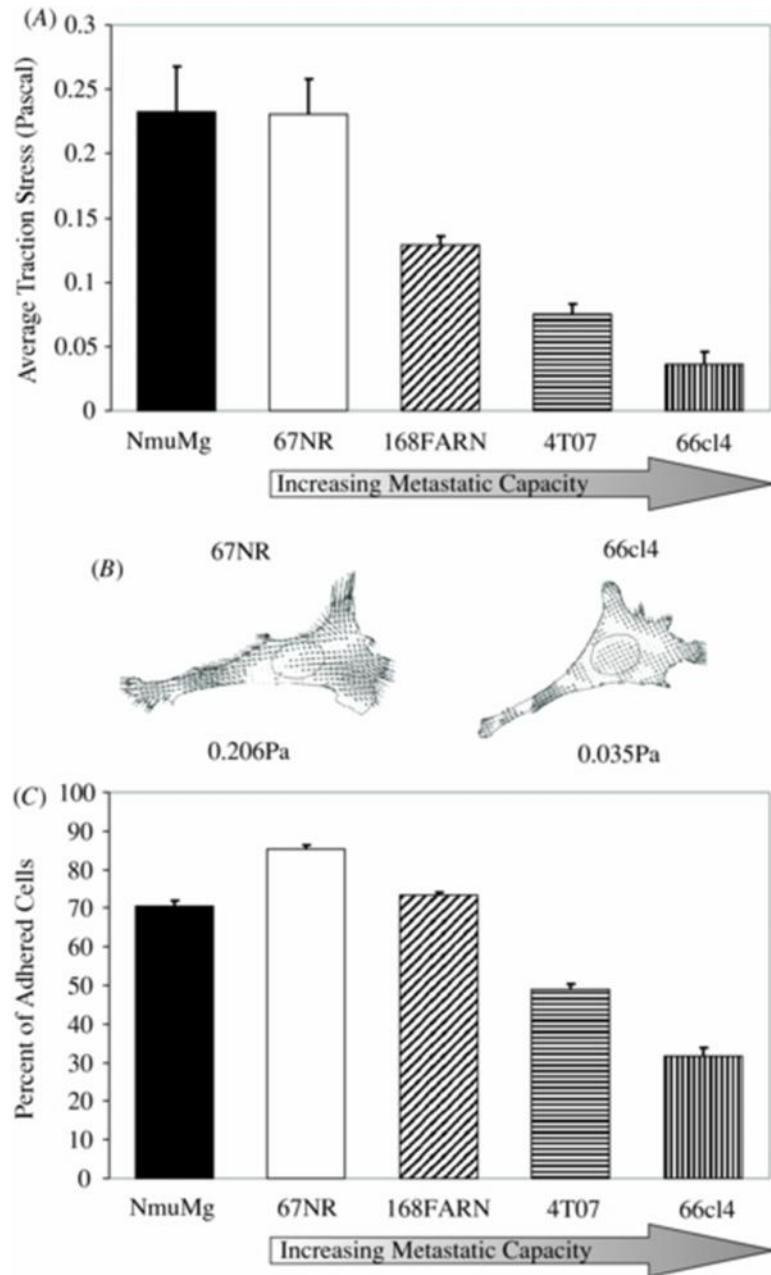 (A)
Average Traction Stress (Pascal)
0.3
0.25
0.2
0.15
0.1
0.05
0
NmuMg 67NR 168FARN 4T07 66cl4
Increasing Metastatic Capacity
(B)
67NR 66cl4
0.206Pa 0.035Pa
(C)
Percent of Adhered Cells
100
90
80
70
60
50
40
30
20
10
0
NmuMg 67NR 168FARN 4T07 66cl4
Increasing Metastatic Capacity